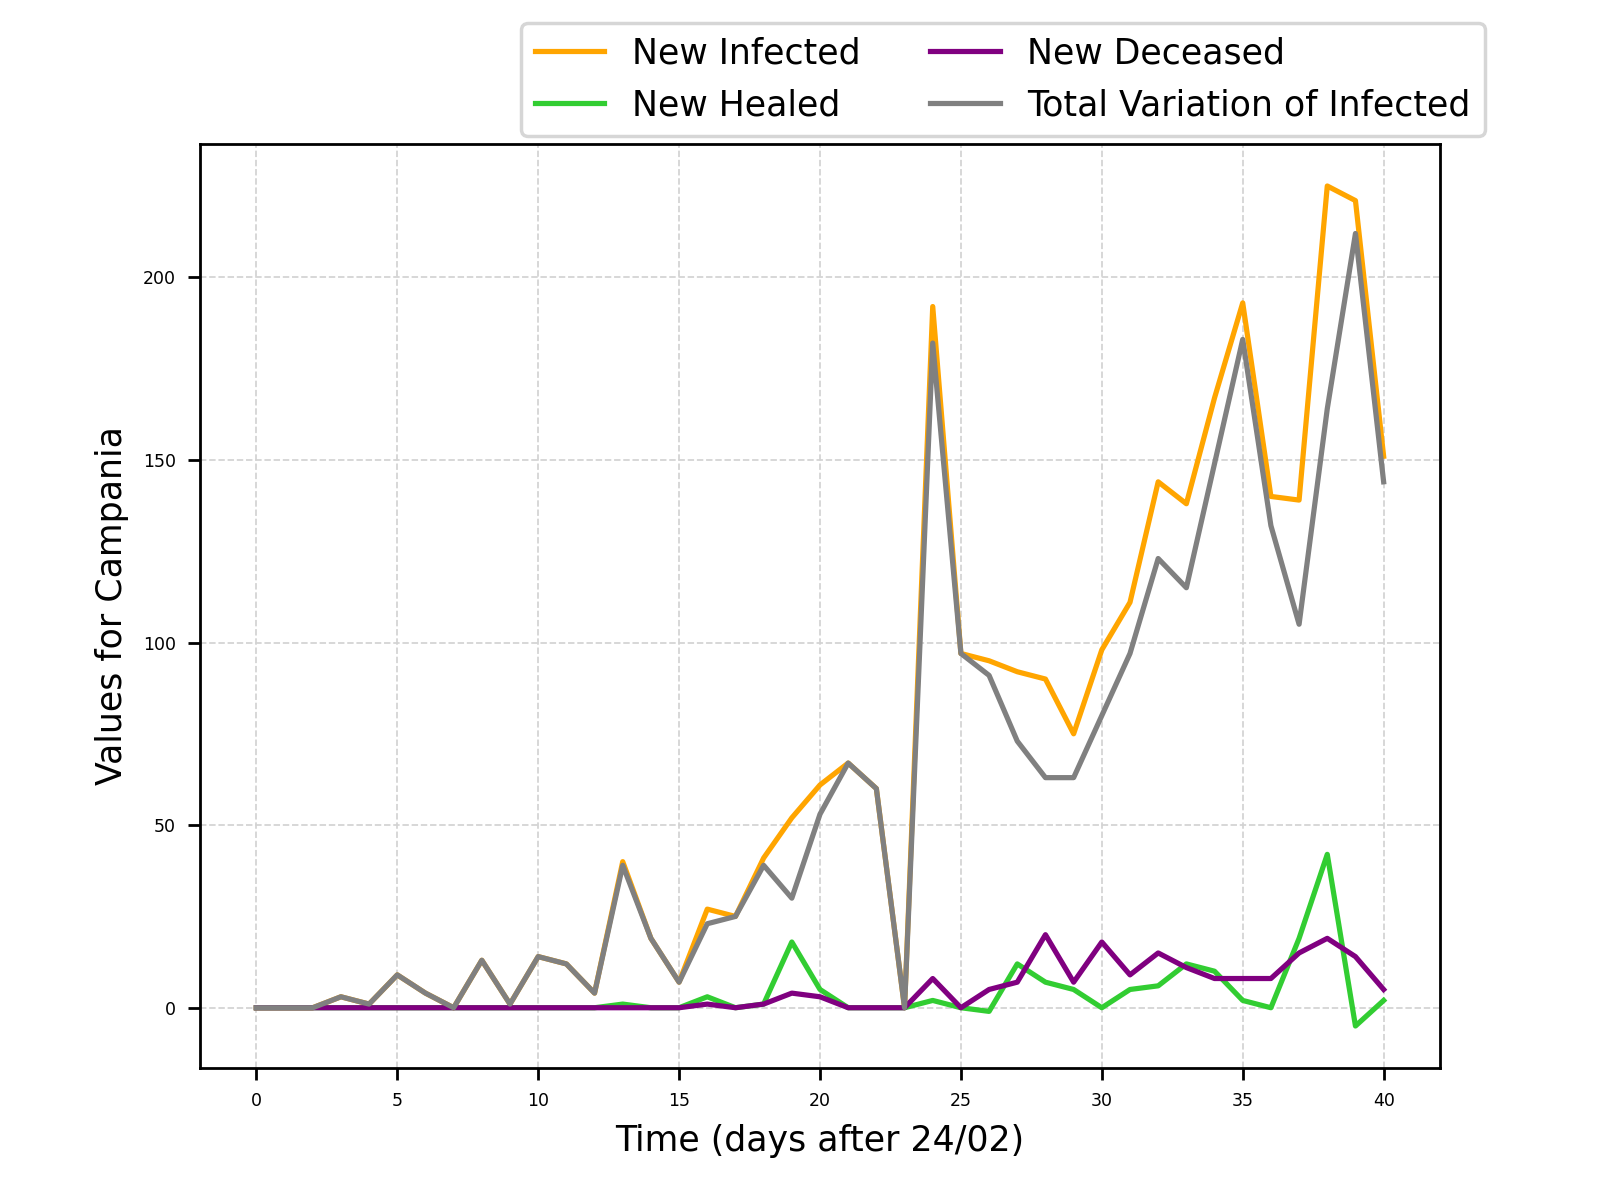 New Infected
New Healed
New Deceased
Total Variation of Infected
Values for Campania
200
150
100
50
0
0 5 10 15 20 25 30 35 40
Time (days after 24/02)